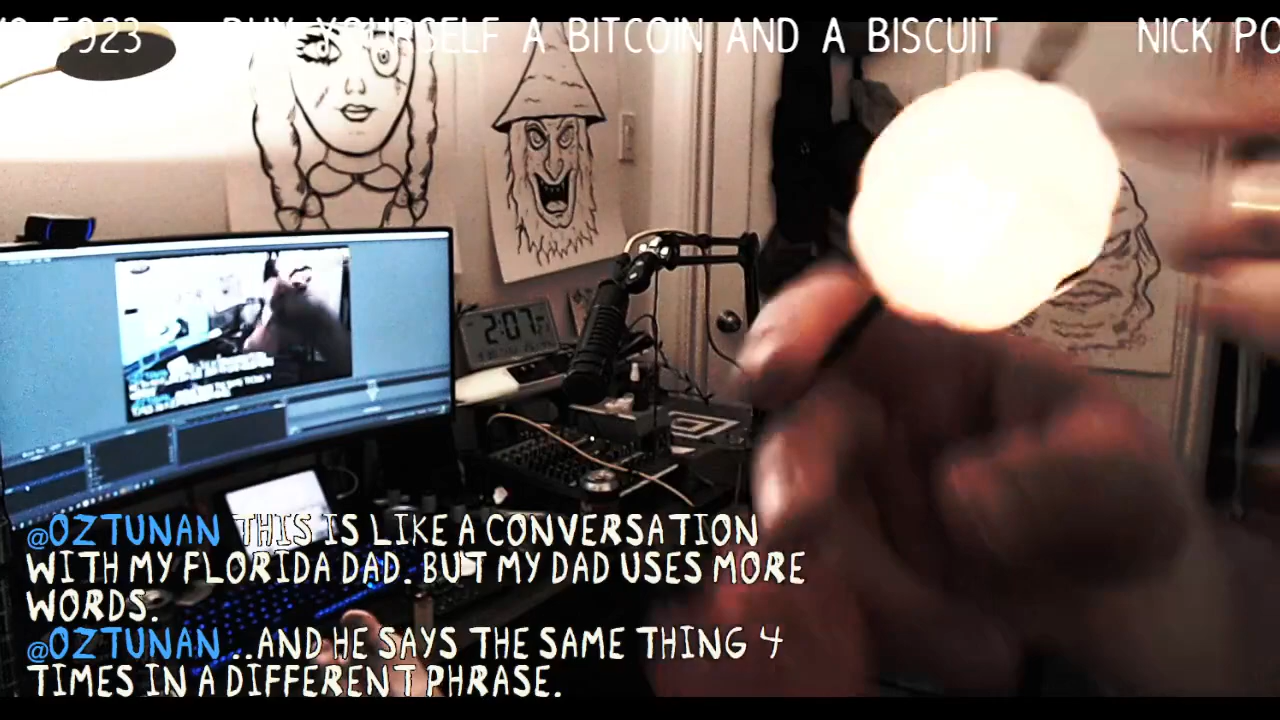 5923 BUY YOURSELF A BITCOIN AND A BISCUIT NICK PO
2:07
@OZTUNAN THIS IS LIKE A CONVERSATION
WITH MY FLORIDA DAD. BUT MY DAD USES MORE
WORDS.
@OZTUNAN ..AND HE SAYS THE SAME THING 4
TIMES IN A DIFFERENT PHRASE.